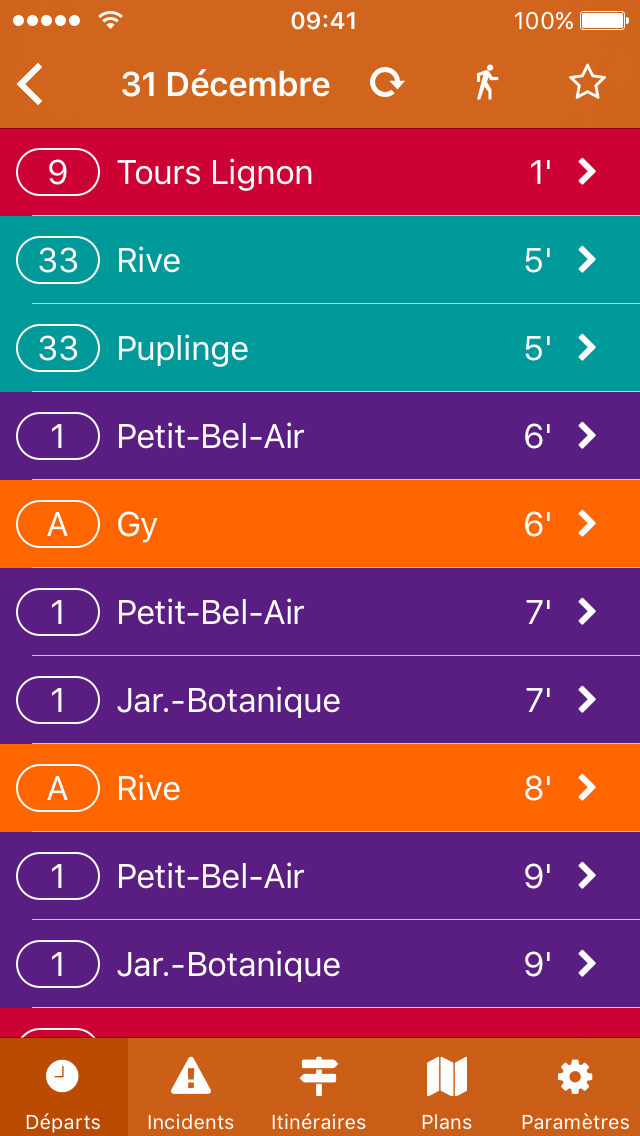 09:41 100%
31 Décembre
9 Tours Lignon 1'
33 Rive 5'
33 Puplinge 5'
1 Petit-Bel-Air 6'
A Gy 6'
1 Petit-Bel-Air 7'
1 Jar.-Botanique 7'
A Rive 8'
1 Petit-Bel-Air 9'
1 Jar.-Botanique 9'
Départs Incidents Itinéraires Plans Paramètres